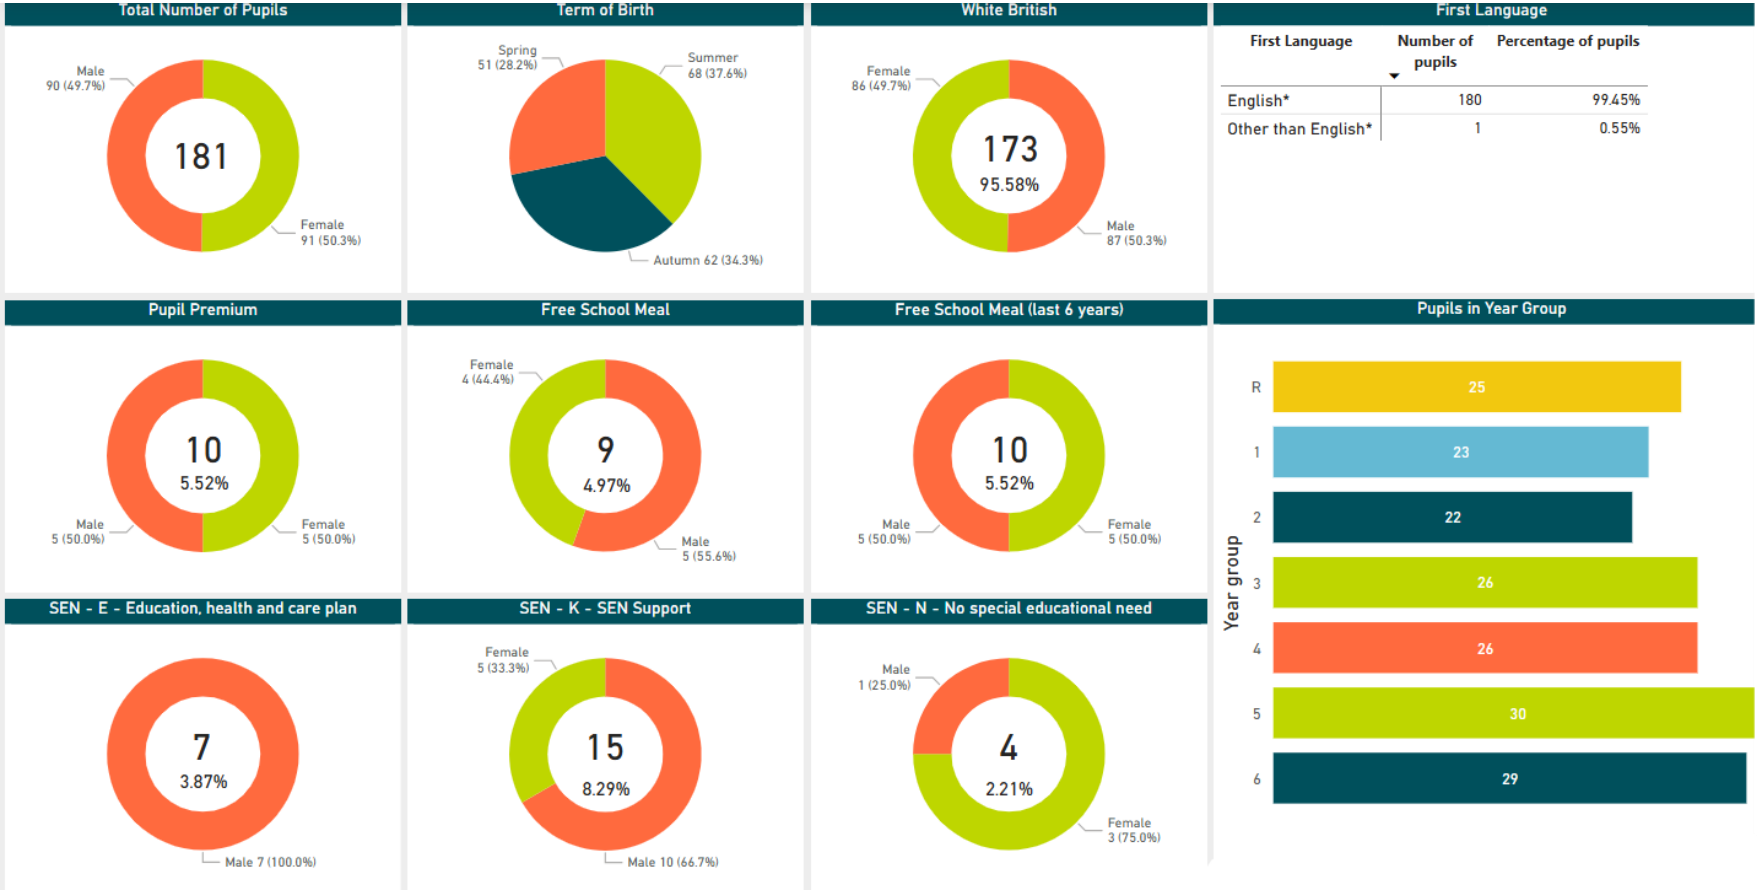 Total Number of Pupils
Male
90 (49.7%)
181
Female
91 (50.3%)
Term of Birth
Spring
51 (28.2%)
Summer
68 (37.6%)
Autumn 62 (34.3%)
White British
Female
86 (49.7%)
173
95.58%
Male
87 (50.3%)
First Language
First Language Number of pupils Percentage of pupils
English* 180 99.45%
Other than English* 1 0.55%
Pupil Premium
10
5.52%
Male
5 (50.0%)
Female
5 (50.0%)
Free School Meal
Female
4 (44.4%)
9
4.97%
Male
5 (55.6%)
Free School Meal (last 6 years)
10
5.52%
Male
5 (50.0%)
Female
5 (50.0%)
Pupils in Year Group
Year group
R 25
1 23
2 22
3 26
4 26
5 30
6 29
SEN - E - Education, health and care plan
7
3.87%
Male 7 (100.0%)
SEN - K - SEN Support
Female
5 (33.3%)
15
8.29%
Male 10 (66.7%)
SEN - N - No special educational need
Male
1 (25.0%)
4
2.21%
Female
3 (75.0%)